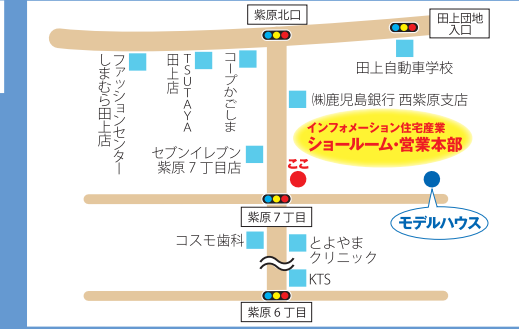 紫原北口
田上団地
入口
田上自動車学校
コープかごしま
TSUTAYA
田上店
ファッションセンター
しまむら田上店
㈱鹿児島銀行 西紫原支店
インフォメーション住宅産業
ショールーム・営業本部
セブンイレブン
紫原7丁目店
ここ
紫原7丁目
モデルハウス
コスモ歯科
とよやま
クリニック
KTS
紫原6丁目